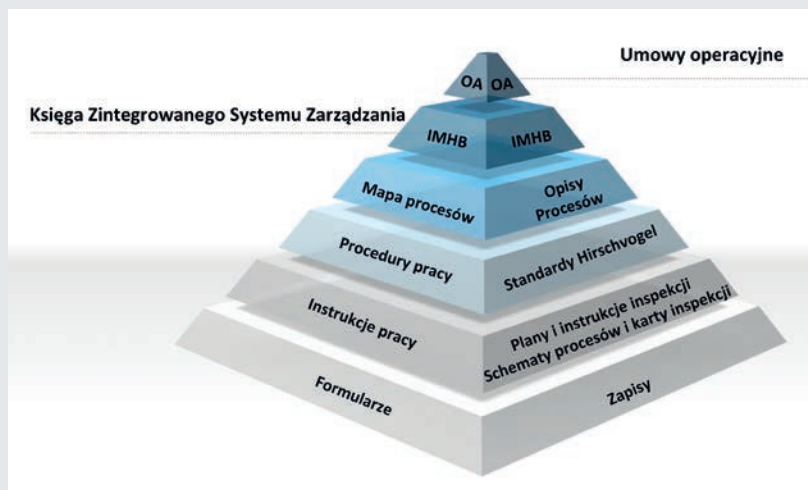 Umowy operacyjne
OA OA
Księga Zintegrowanego Systemu Zarządzania
IMHB IMHB
Mapa procesów
Opisy
Procesów
Procedury pracy
Standardy Hirschvogel
Instrukcje pracy
Plany i instrukcje inspekcji
Schematy procesów i karty inspekcji
Formularze
Zapisy